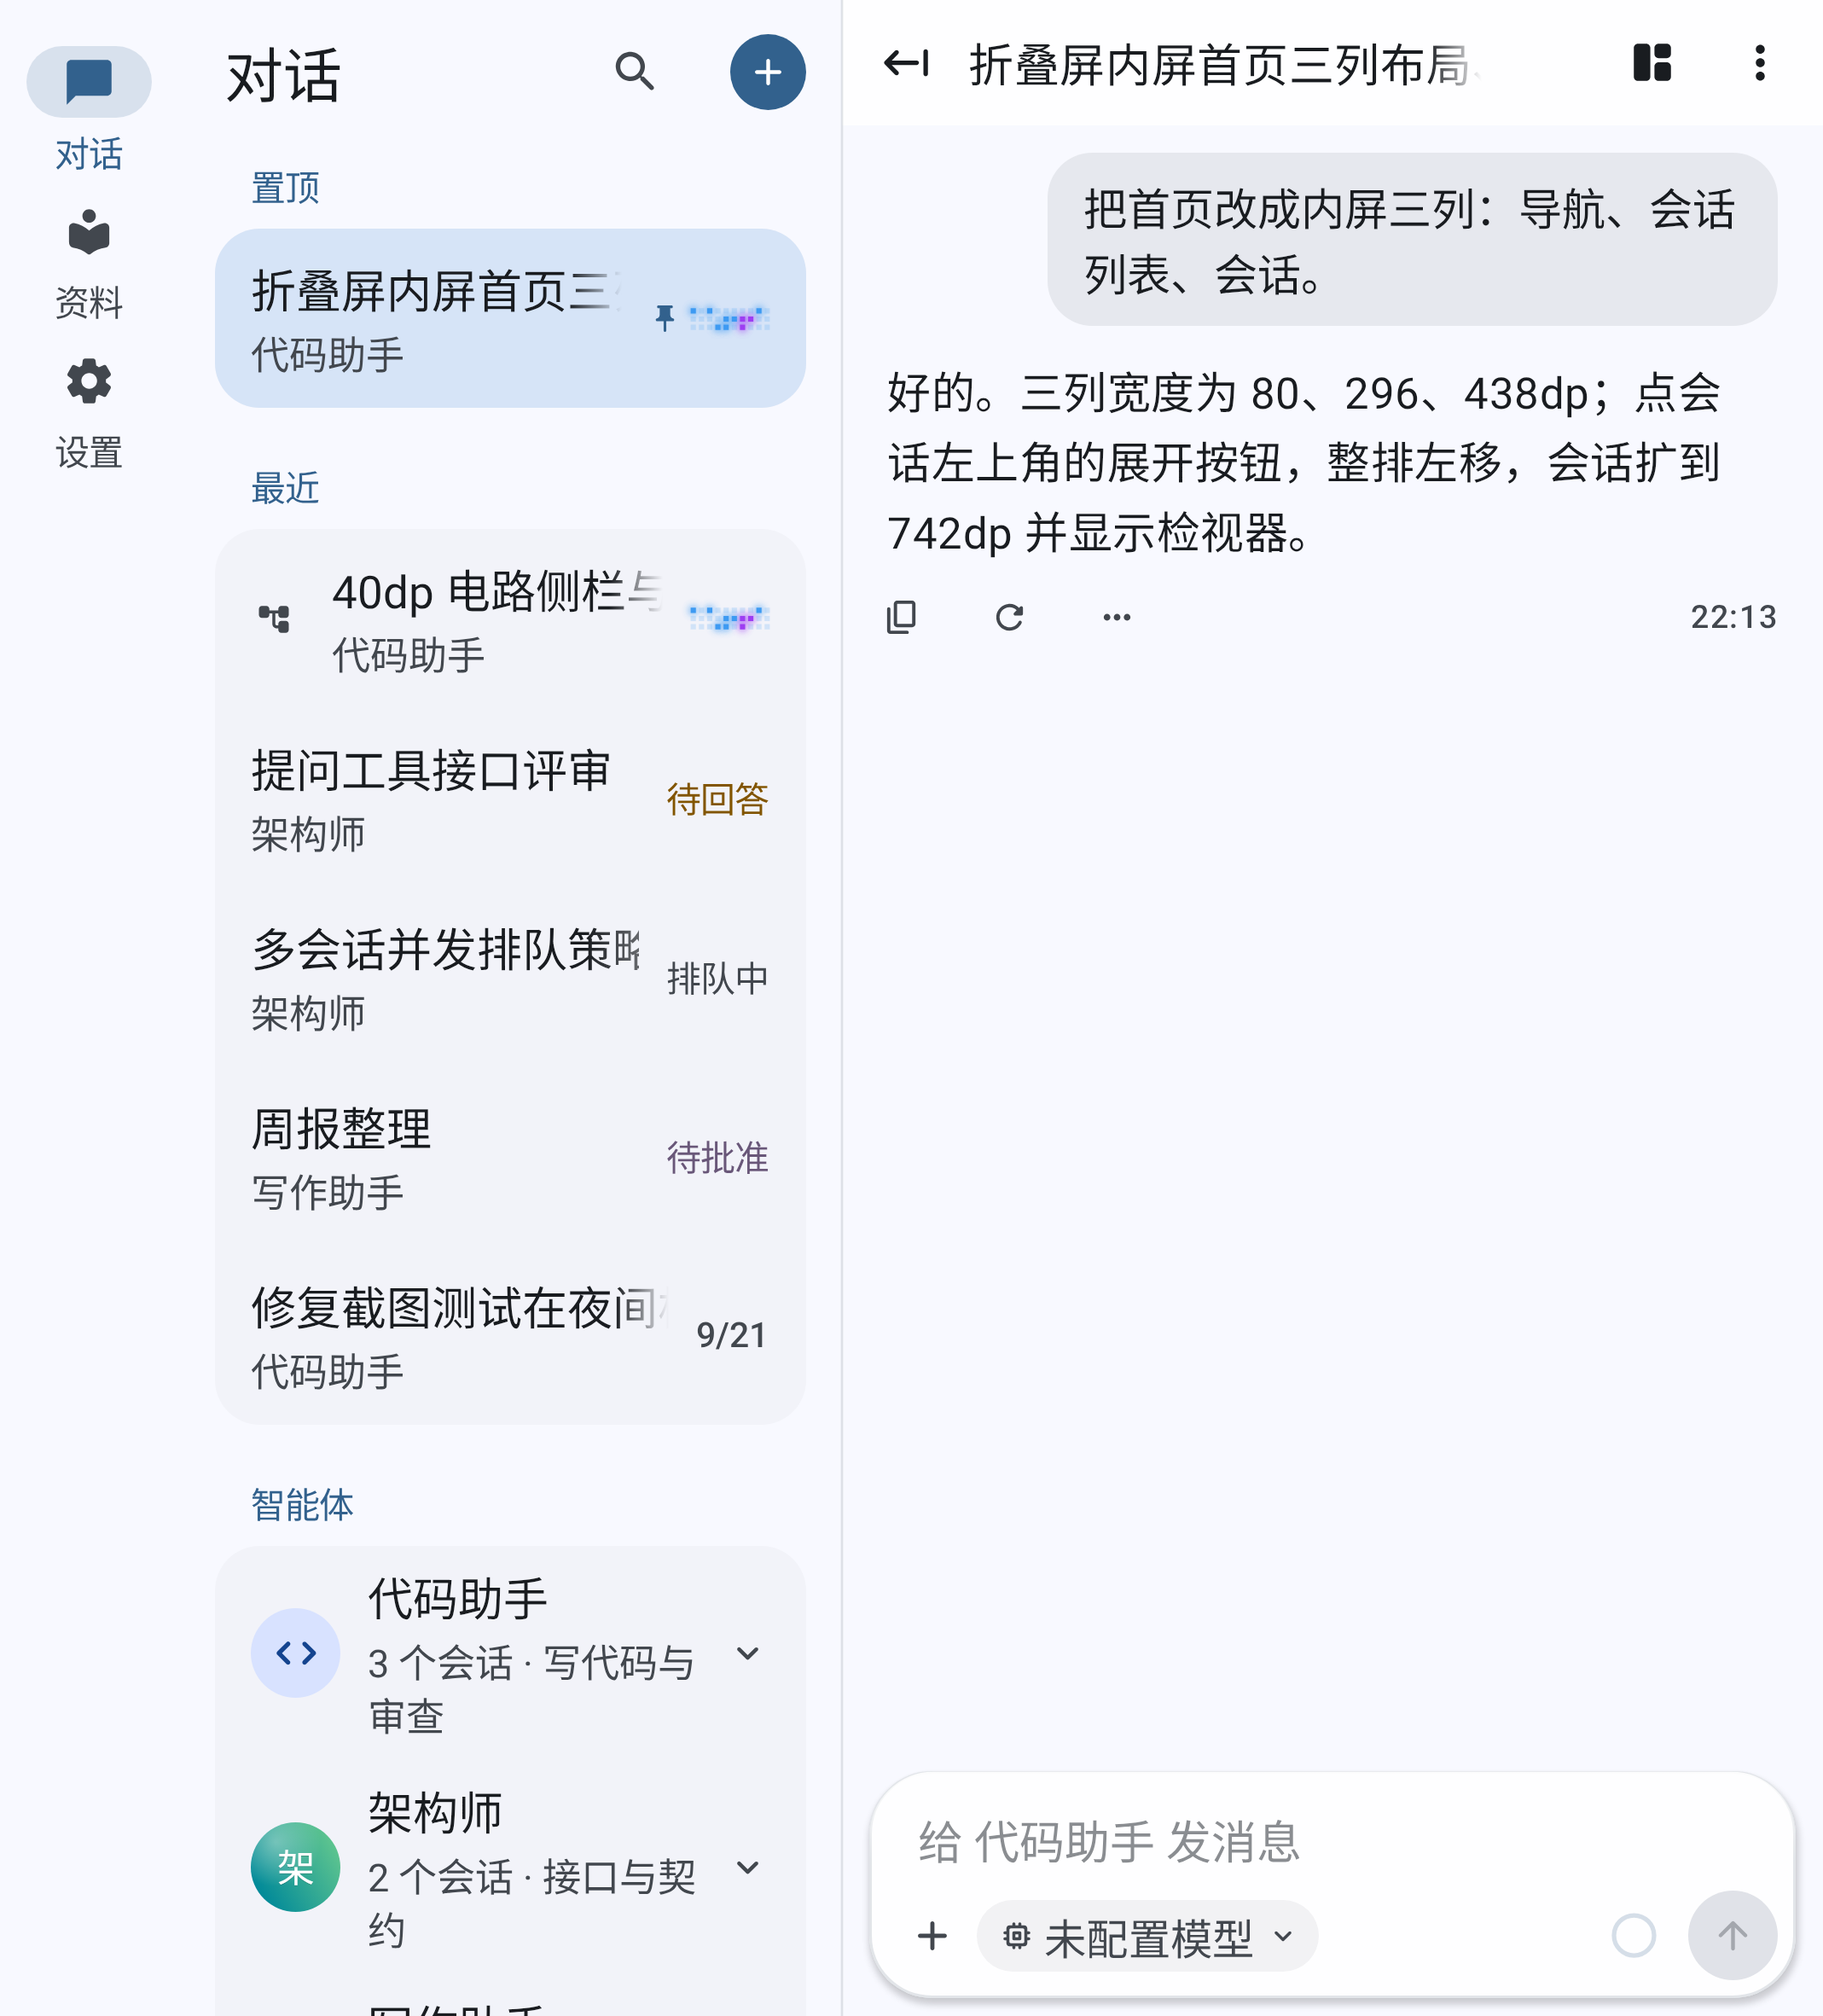 对话
资料
设置
对话
置顶
折叠屏内屏首页三
代码助手
最近
40dp 电路侧栏与
代码助手
提问工具接口评审
架构师
待回答
多会话并发排队策略
架构师
排队中
周报整理
写作助手
待批准
修复截图测试在夜间
代码助手
9/21
智能体
代码助手
3 个会话 · 写代码与
审查
架
架构师
2 个会话 · 接口与契
约
折叠屏内屏首页三列布局
把首页改成内屏三列：导航、会话
列表、会话。
好的。三列宽度为 80、296、438dp；点会
话左上角的展开按钮，整排左移，会话扩到
742dp 并显示检视器。
22:13
给 代码助手 发消息
未配置模型